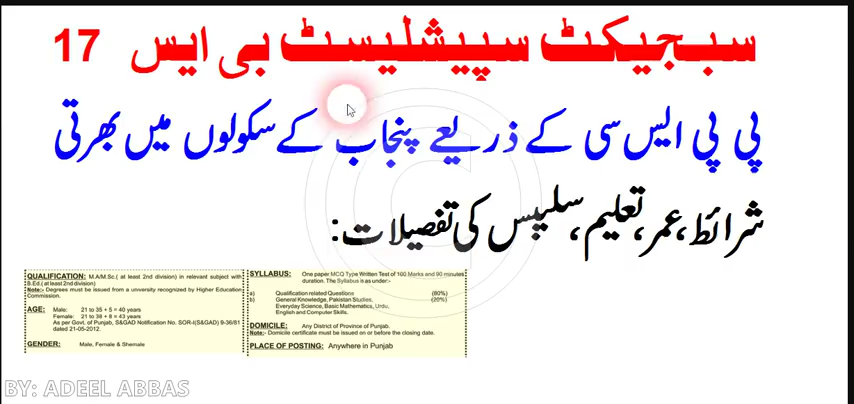 سبجیکٹ سپیشلیسٹ بی ایس 17
پی پی ایس سی کے ذریعے پنجاب کے سکولوں میں بھرتی
شرائط، عمر، تعلیم، سلیبس کی تفصیلات:
QUALIFICATION: M.A/M.Sc.( at least 2nd division) in relevant subject with
B.Ed.( at least 2nd division)
Note:- Degrees must be issued from a university recognized by Higher Education
Commission.
AGE: Male: 21 to 35 + 5 = 40 years
Female: 21 to 38 + 8 = 43 years
As per Govt. of Punjab, S&GAD Notification No. SOR-I(S&GAD) 9-36/81
dated 21-05-2012.
GENDER: Male, Female & Shemale
SYLLABUS: One paper MCQ Type Written Test of 100 Marks and 90 minutes
duration. The Syllabus is as under:-
a) Qualification related Questions (80%)
b) General Knowledge, Pakistan Studies, (20%)
Everyday Science, Basic Mathematics, Urdu,
English and Computer Skills.
DOMICILE: Any District of Province of Punjab.
Note:- Domicile certificate must be issued on or before the closing date.
PLACE OF POSTING: Anywhere in Punjab
BY: ADEEL ABBAS